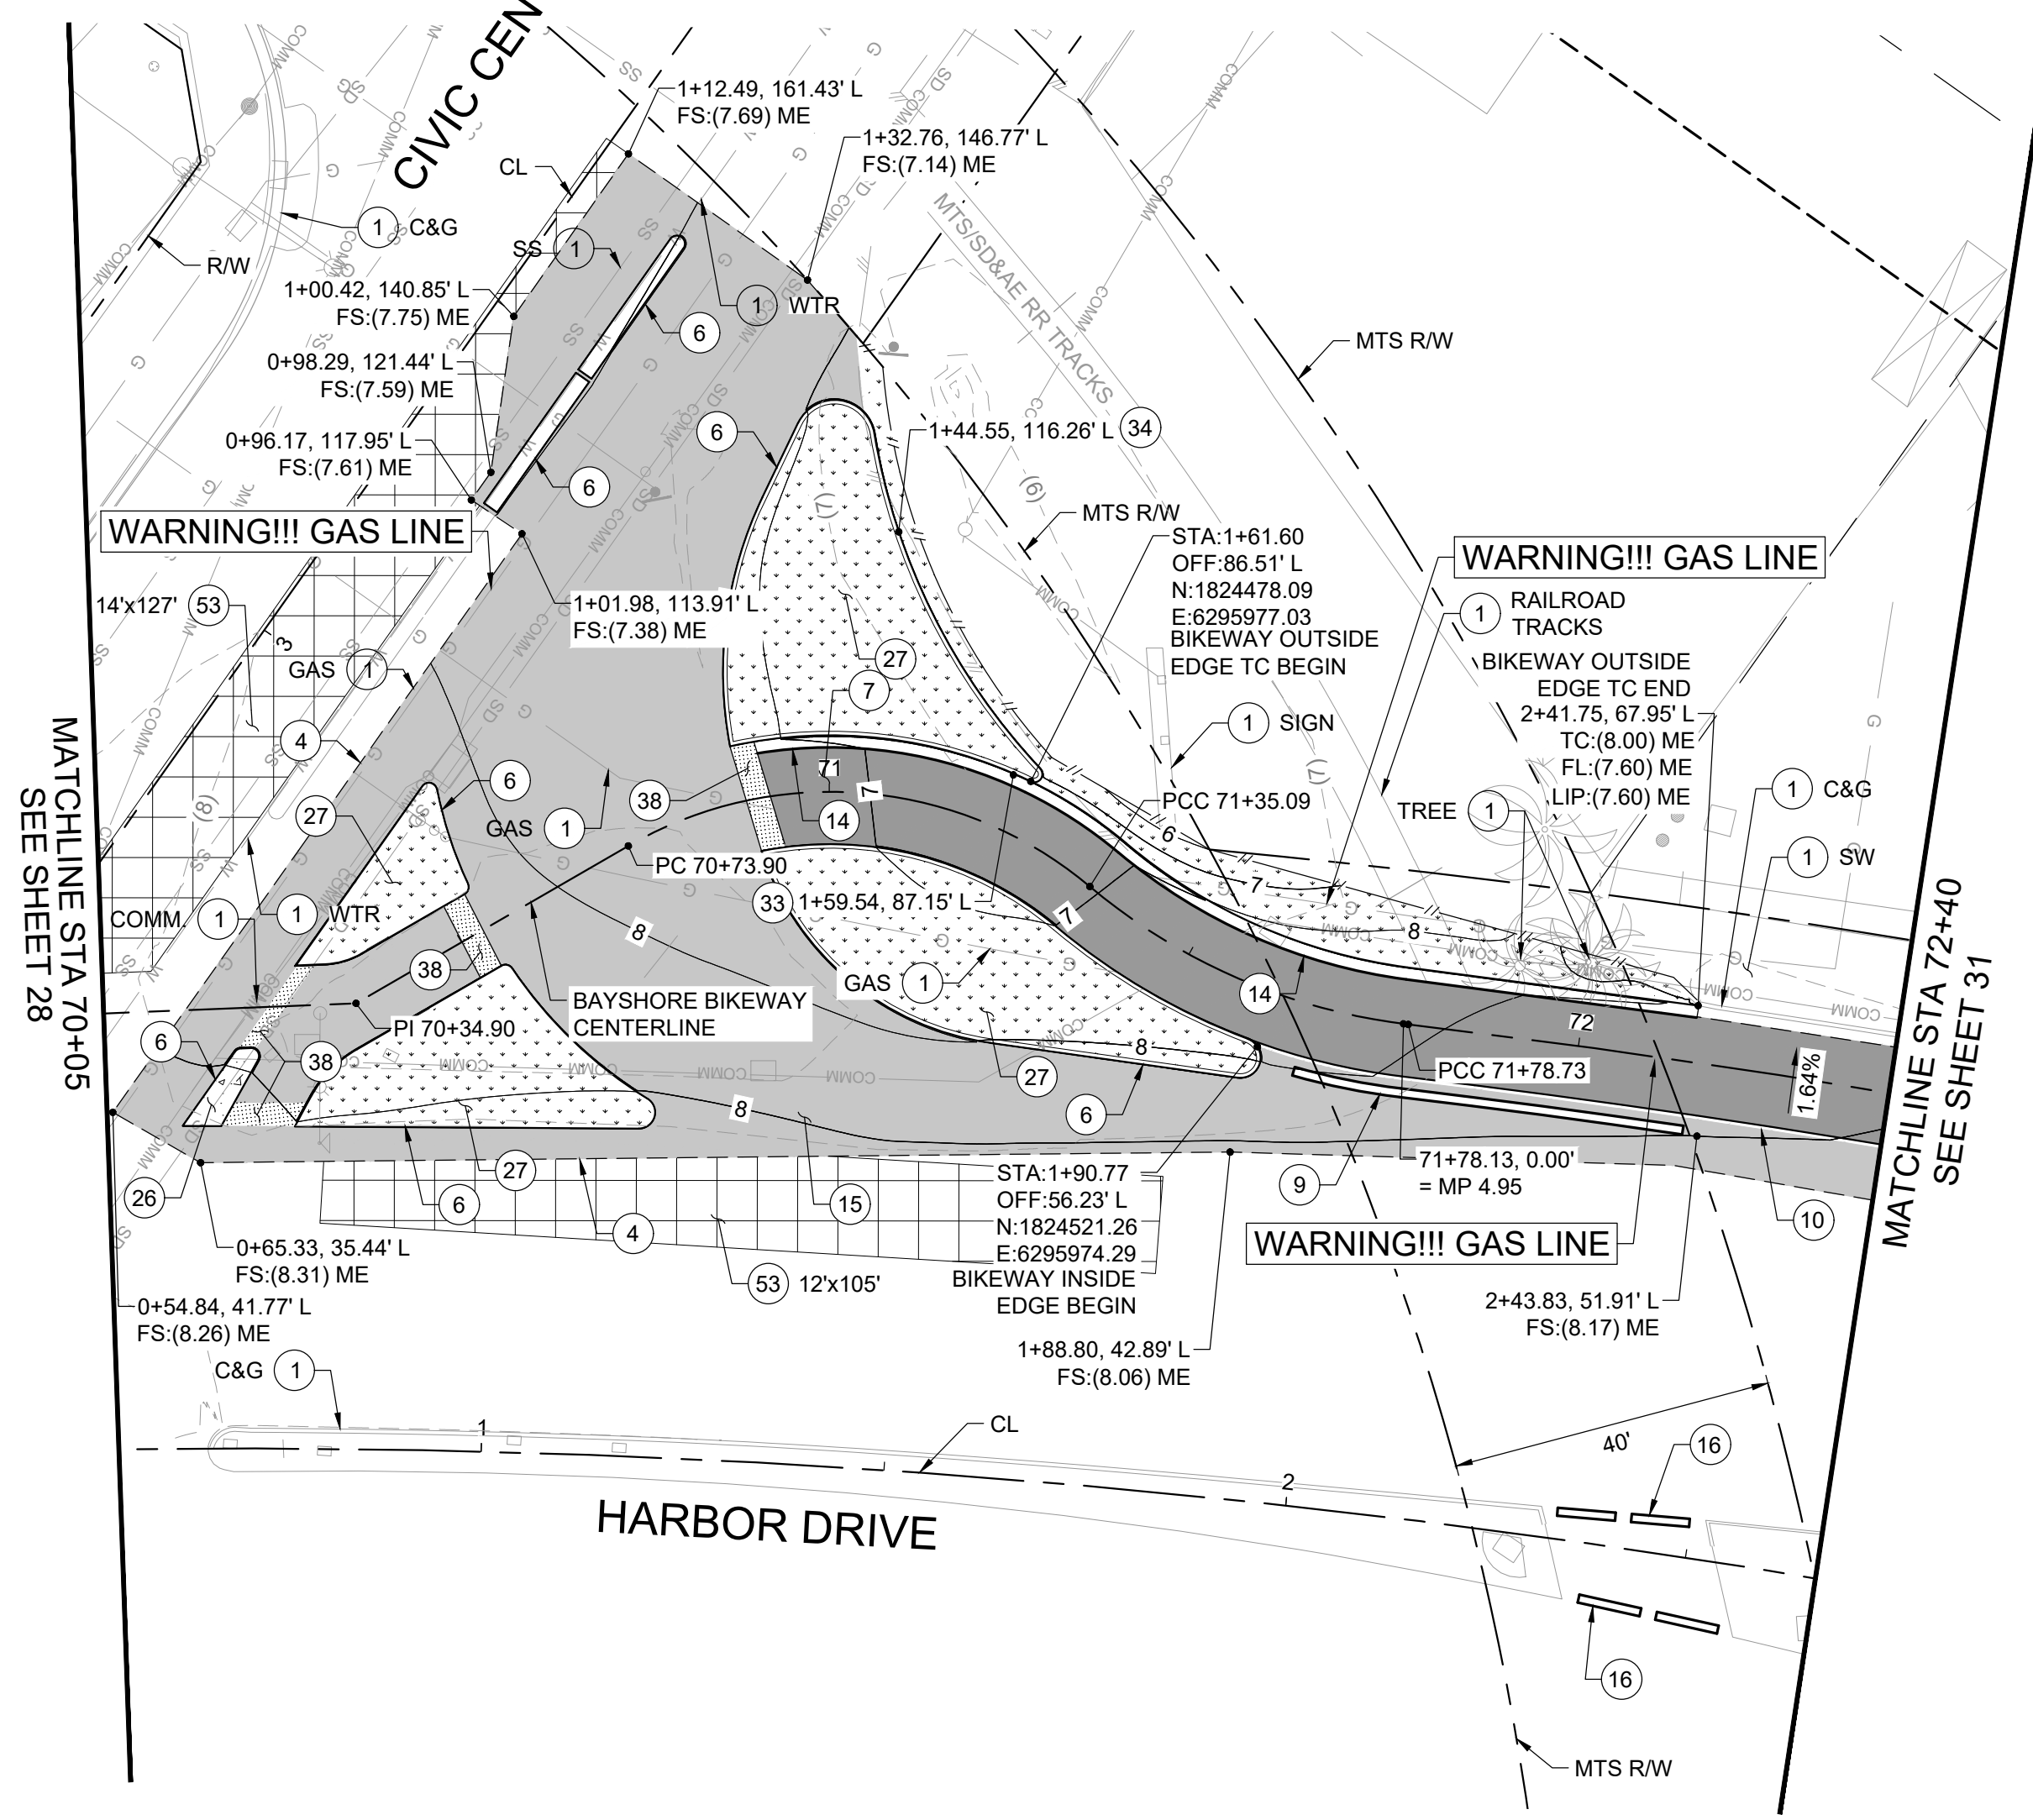 CIVIC CEN
1+12.49, 161.43' L
FS:(7.69) ME
1+32.76, 146.77' L
FS:(7.14) ME
CL
1 C&G
R/W
SS 1
1+00.42, 140.85' L
FS:(7.75) ME
1 WTR
6
MTS/SD&AE RR TRACKS
MTS R/W
0+98.29, 121.44' L
FS:(7.59) ME
0+96.17, 117.95' L
FS:(7.61) ME
6
1+44.55, 116.26' L 34
6
(7)
(9)
MTS R/W
WARNING!!! GAS LINE
STA:1+61.60
OFF:86.51' L
N:1824478.09
E:6295977.03
BIKEWAY OUTSIDE
EDGE TC BEGIN
WARNING!!! GAS LINE
1 RAILROAD
TRACKS
14'x127' 53
3
1+01.98, 113.91' L
FS:(7.38) ME
GAS 1
27
7
BIKEWAY OUTSIDE
EDGE TC END
2+41.75, 67.95' L
TC:(8.00) ME
FL:(7.60) ME
LIP:(7.60) ME
1 SIGN
(7)
4
MATCHLINE STA 70+05
SEE SHEET 28
(8)
6
27
38
71
7
14
GAS 1
PCC 71+35.09
6
TREE 1
1 C&G
1 SW
PC 70+73.90
33 1+59.54, 87.15' L
7
7
8
COMM. 1
1 WTR
8
38
GAS 1
14
BAYSHORE BIKEWAY
CENTERLINE
PI 70+34.90
6
38
27
8
72
PCC 71+78.73
1.64%
MATCHLINE STA 72+40
SEE SHEET 31
8
6
26
27
6
15
4
53 12'x105'
STA:1+90.77
OFF:56.23' L
N:1824521.26
E:6295974.29
BIKEWAY INSIDE
EDGE BEGIN
9
71+78.13, 0.00'
= MP 4.95
10
WARNING!!! GAS LINE
0+65.33, 35.44' L
FS:(8.31) ME
0+54.84, 41.77' L
FS:(8.26) ME
2+43.83, 51.91' L
FS:(8.17) ME
1+88.80, 42.89' L
FS:(8.06) ME
C&G 1
1
CL
2
40'
16
HARBOR DRIVE
16
MTS R/W